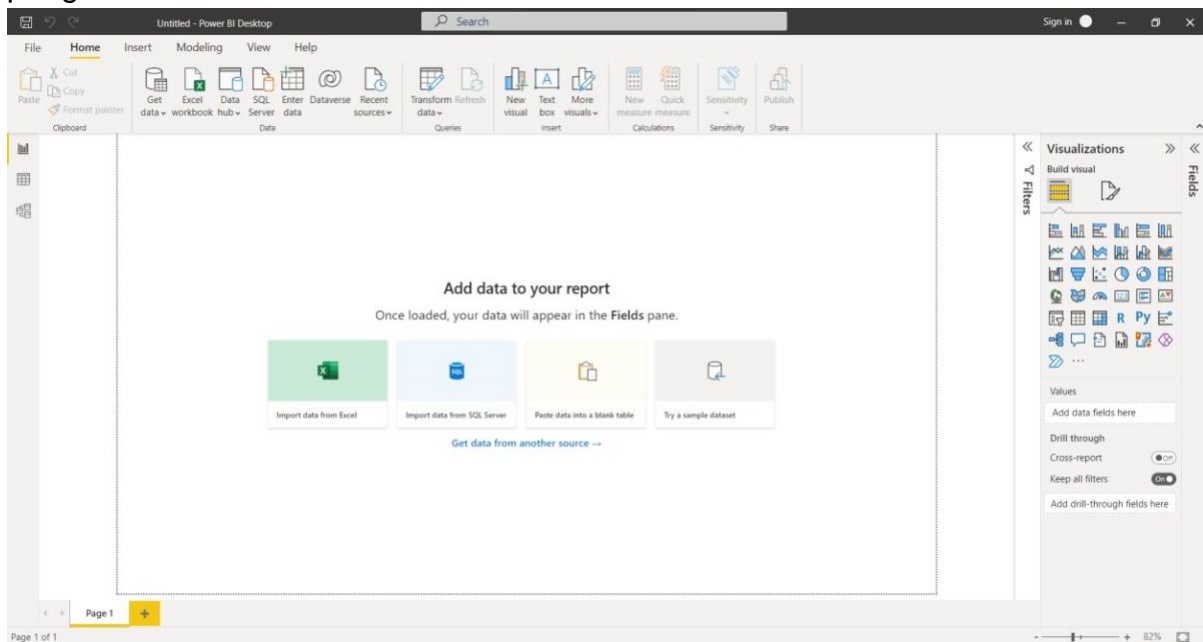 Untitled - Power BI Desktop
Search
Sign in
File Home Insert Modeling View Help
Paste
Cut
Copy
Format painter
Get data
Excel workbook
Data hub
SQL Server
Enter data
Dataverse
Recent sources
Transform data
Refresh
New visual
Text box
More visuals
New measure
Quick measure
Sensitivity
Publish
Clipboard Data Queries Insert Calculations Sensitivity Share
Add data to your report
Once loaded, your data will appear in the Fields pane.
Import data from Excel
Import data from SQL Server
Paste data into a blank table
Try a sample dataset
Get data from another source →
Filters
Visualizations
Build visual
R Py
123
Values
Add data fields here
Drill through
Cross-report Off
Keep all filters On
Add drill-through fields here
Fields
Page 1
Page 1 of 1
82%